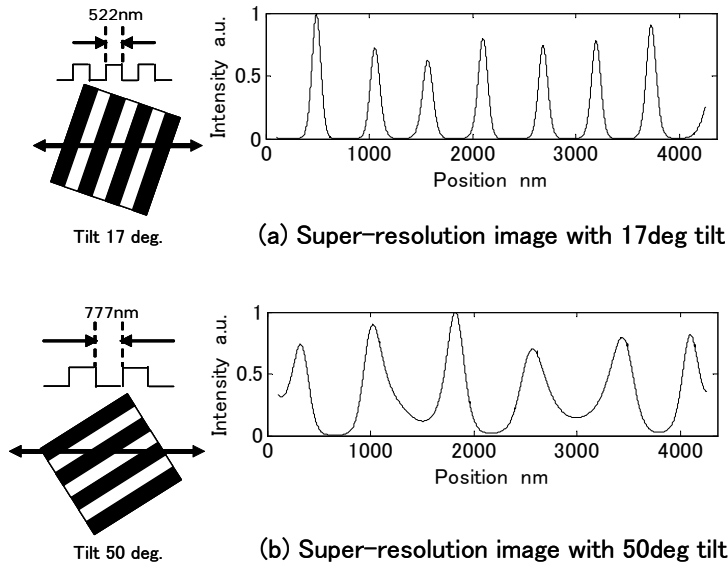 522nm
Tilt 17 deg.
Intensity a.u.
1
0.5
0
0 1000 2000 3000 4000
Position nm
(a) Super-resolution image with 17deg tilt
777nm
Tilt 50 deg.
Intensity a.u.
1
0.5
0
0 1000 2000 3000 4000
Position nm
(b) Super-resolution image with 50deg tilt